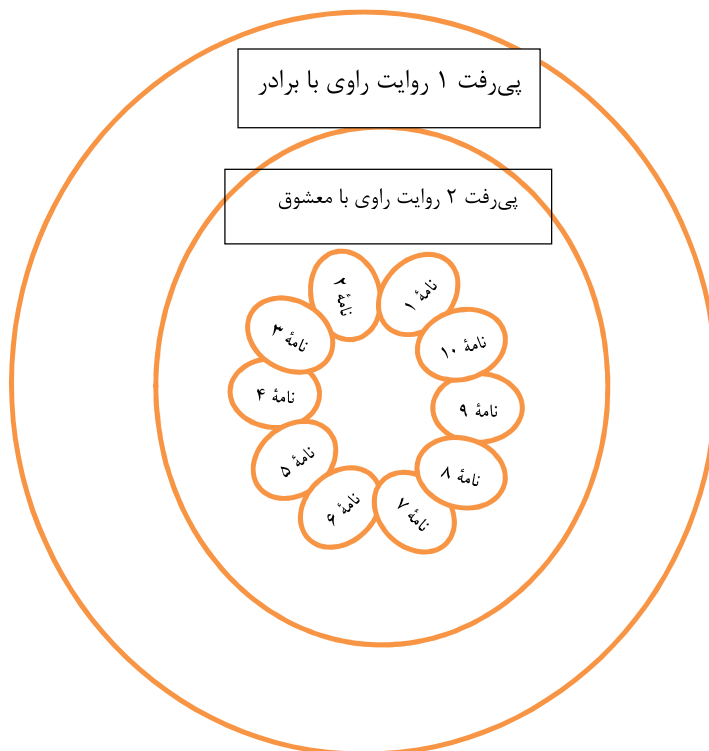 پی‌رفت ۱ روایت راوی با برادر
پی‌رفت ۲ روایت راوی با معشوق
نامهٔ ۱
نامهٔ ۲
نامهٔ ۳
نامهٔ ۴
نامهٔ ۵
نامهٔ ۶
نامهٔ ۷
نامهٔ ۸
نامهٔ ۹
نامهٔ ۱۰